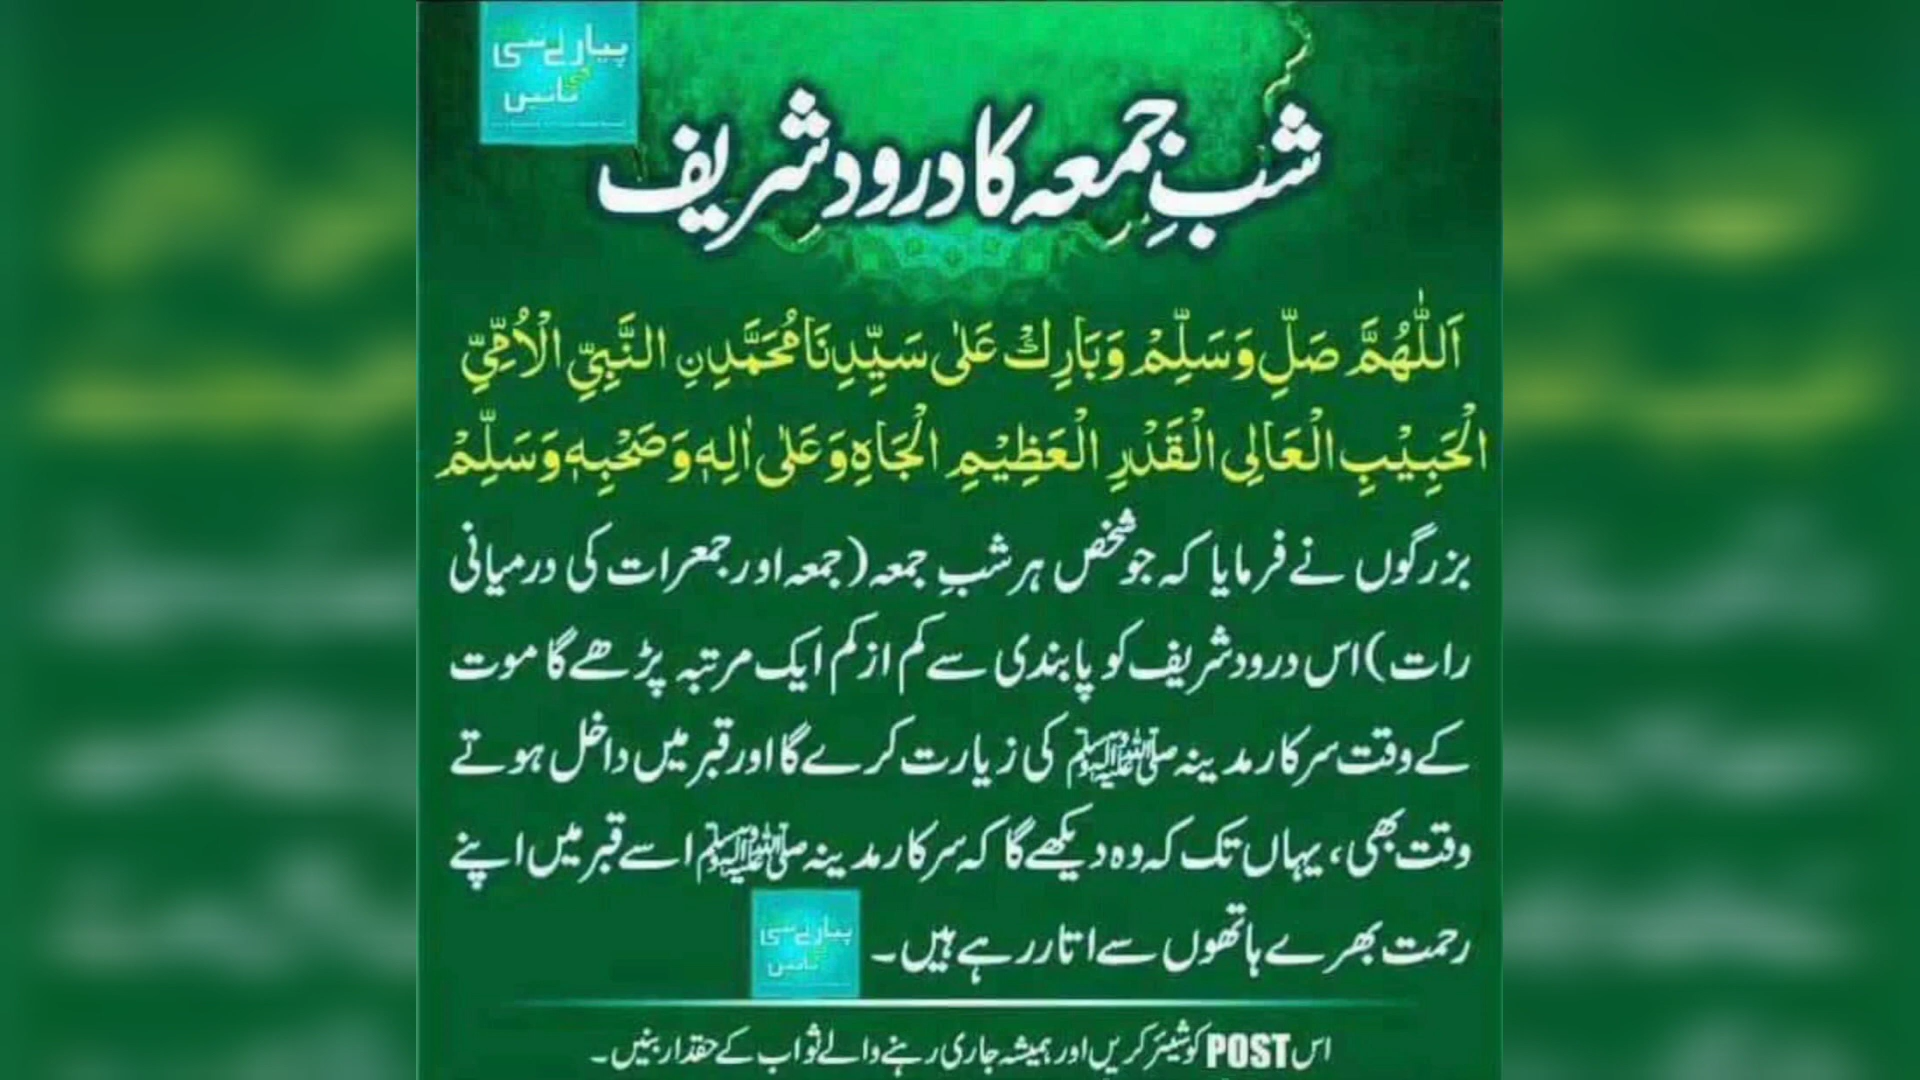 پیارے سی
باتیں
شبِ جمعہ کا درود شریف
اَللّٰهُمَّ صَلِّ وَسَلِّمْ وَبَارِكْ عَلٰی سَيِّدِنَا مُحَمَّدِنِ النَّبِيِّ الْاُمِّيِّ
الْحَبِيْبِ الْعَالِی الْقَدْرِ الْعَظِيْمِ الْجَاهِ وَعَلٰی اٰلِهٖ وَصَحْبِهٖ وَسَلِّمْ
بزرگوں نے فرمایا کہ جو شخص ہر شبِ جمعہ (جمعہ اور جمعرات کی درمیانی
رات) اس درود شریف کو پابندی سے کم از کم ایک مرتبہ پڑھے گا موت
کے وقت سرکار مدینہ ﷺ کی زیارت کرے گا اور قبر میں داخل ہوتے
وقت بھی، یہاں تک کہ وہ دیکھے گا کہ سرکار مدینہ ﷺ اسے قبر میں اپنے
رحمت بھرے ہاتھوں سے اتار رہے ہیں۔
پیارے سی
باتیں
اس POST کو شیئر کریں اور ہمیشہ جاری رہنے والے ثواب کے حقدار بنیں۔